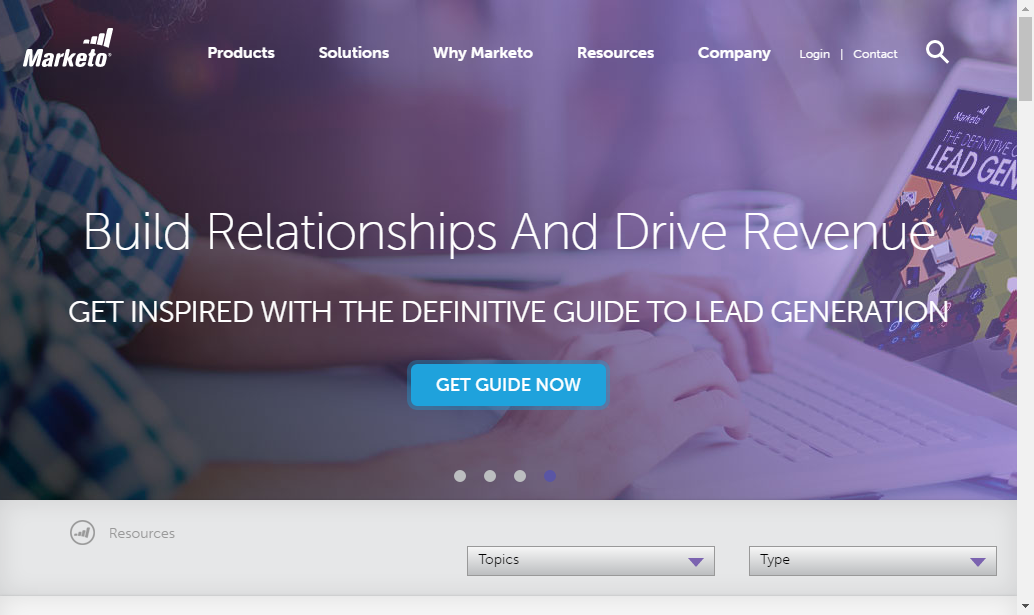 Marketo
Products
Solutions
Why Marketo
Resources
Company
Login | Contact
Marketo
THE DEFINITIVE
LEAD GEN
Build Relationships And Drive Revenue
GET INSPIRED WITH THE DEFINITIVE GUIDE TO LEAD GENERATION
GET GUIDE NOW
Resources
Topics
Type